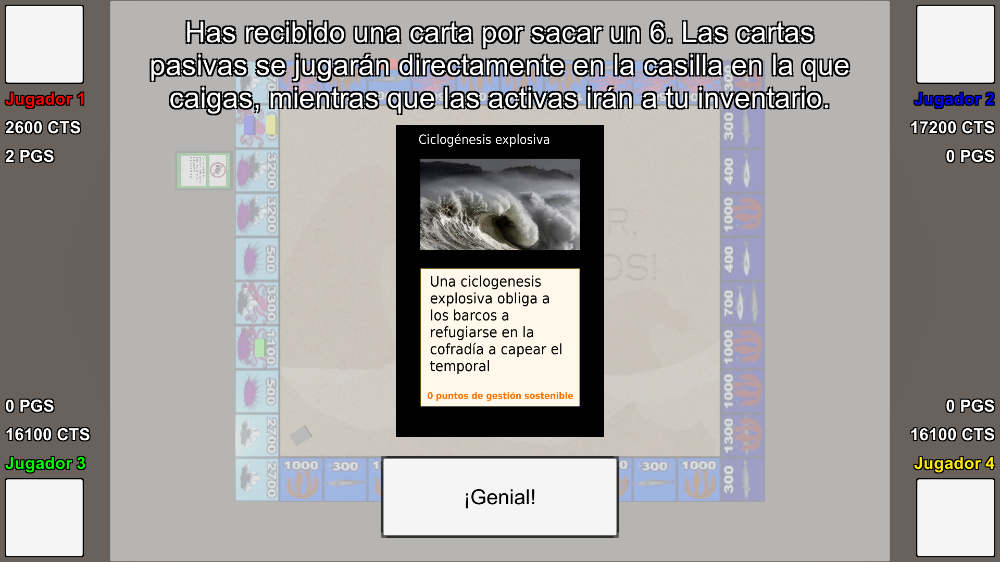 Has recibido una carta por sacar un 6. Las cartas
pasivas se jugarán directamente en la casilla en la que
caigas, mientras que las activas irán a tu inventario.
Jugador 1
2600 CTS
2 PGS
Jugador 2
17200 CTS
0 PGS
Ciclogénesis explosiva
Una ciclogenesis
explosiva obliga a
los barcos a
refugiarse en la
cofradía a capear el
temporal
0 puntos de gestión sostenible
3200
3200
500
3300
1100
500
2700
2700
R,
OS!
300
300
400
1000
400
700
1000
1000
1300
300
1000
300
300
1000
¡Genial!
0 PGS
16100 CTS
Jugador 3
0 PGS
16100 CTS
Jugador 4